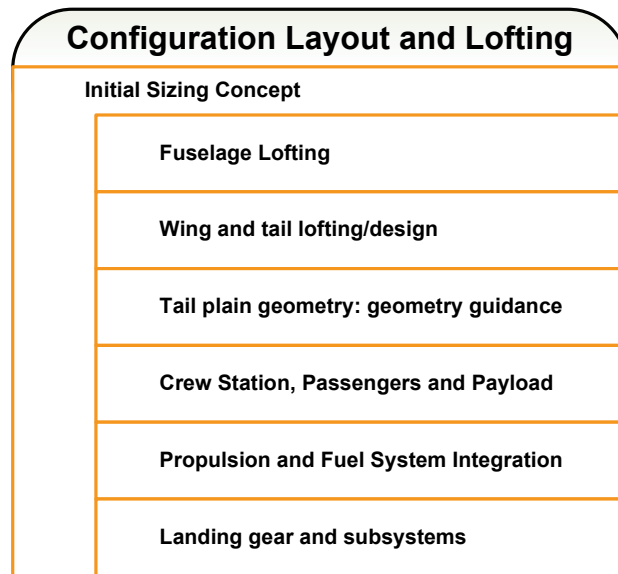 Configuration Layout and Lofting
Initial Sizing Concept
Fuselage Lofting
Wing and tail lofting/design
Tail plain geometry: geometry guidance
Crew Station, Passengers and Payload
Propulsion and Fuel System Integration
Landing gear and subsystems